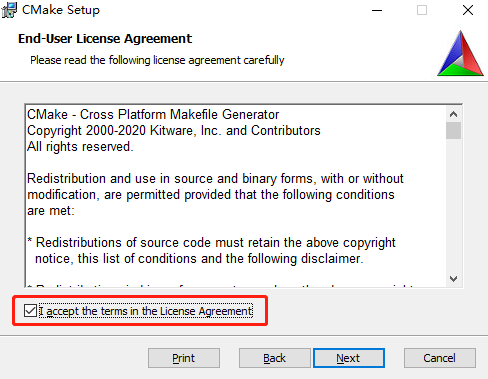 CMake Setup
End-User License Agreement
Please read the following license agreement carefully
CMake - Cross Platform Makefile Generator
Copyright 2000-2020 Kitware, Inc. and Contributors
All rights reserved.
Redistribution and use in source and binary forms, with or without
modification, are permitted provided that the following conditions
are met:
* Redistributions of source code must retain the above copyright
notice, this list of conditions and the following disclaimer.
I accept the terms in the License Agreement
Print
Back
Next
Cancel